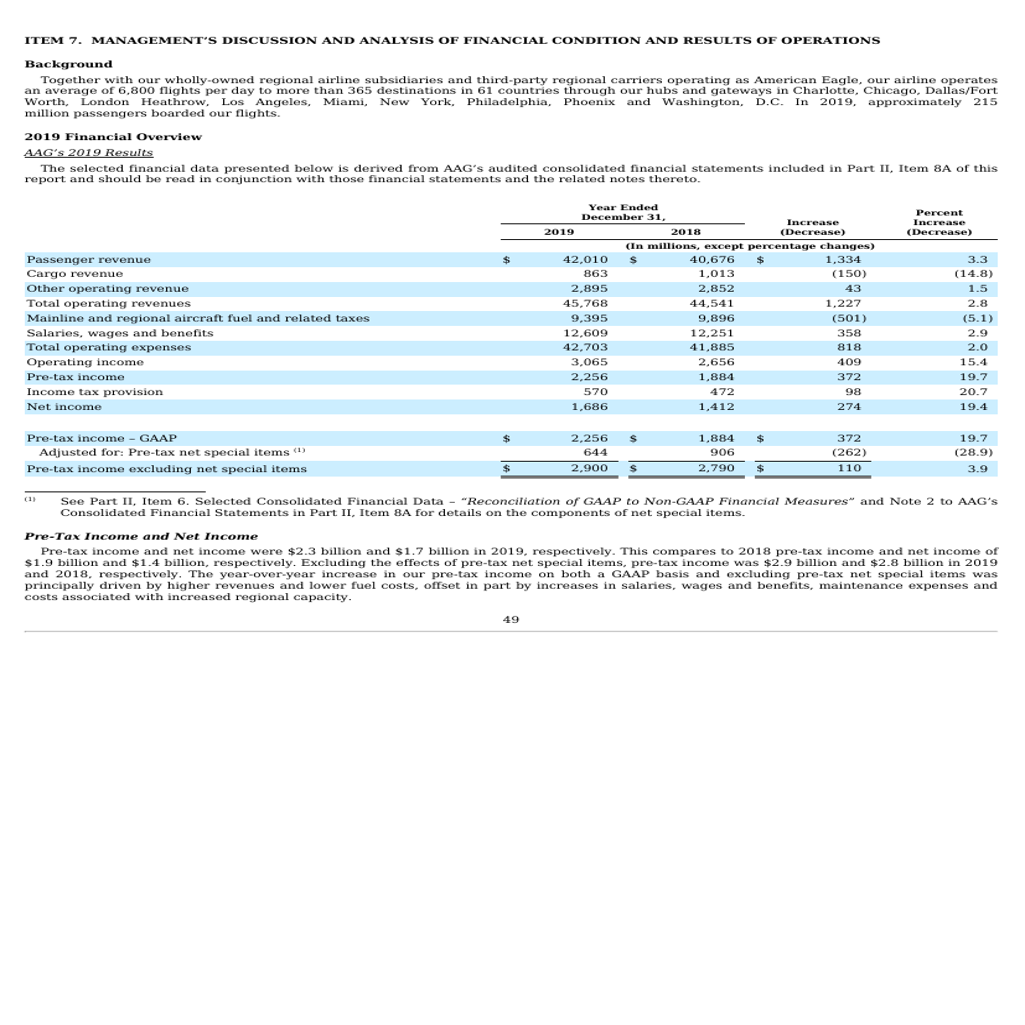 ITEM 7.  MANAGEMENT’S DISCUSSION AND ANALYSIS OF FINANCIAL CONDITION AND RESULTS OF OPERATIONS
Background
Together with our wholly-owned regional airline subsidiaries and third-party regional carriers operating as American Eagle, our airline operates
an average of 6,800 flights per day to more than 365 destinations in 61 countries through our hubs and gateways in Charlotte, Chicago, Dallas/Fort
Worth, London Heathrow, Los Angeles, Miami, New York, Philadelphia, Phoenix and Washington, D.C. In 2019, approximately 215
million passengers boarded our flights.
2019 Financial Overview
AAG’s 2019 Results
The selected financial data presented below is derived from AAG’s audited consolidated financial statements included in Part II, Item 8A of this
report and should be read in conjunction with those financial statements and the related notes thereto.
Year Ended
December 31,
Increase
(Decrease)
Percent
Increase
(Decrease)
2019 2018
(In millions, except percentage changes)
Passenger revenue $ 42,010 $ 40,676 $ 1,334 3.3
Cargo revenue 863 1,013 (150) (14.8)
Other operating revenue 2,895 2,852 43 1.5
Total operating revenues 45,768 44,541 1,227 2.8
Mainline and regional aircraft fuel and related taxes 9,395 9,896 (501) (5.1)
Salaries, wages and benefits 12,609 12,251 358 2.9
Total operating expenses 42,703 41,885 818 2.0
Operating income 3,065 2,656 409 15.4
Pre-tax income 2,256 1,884 372 19.7
Income tax provision 570 472 98 20.7
Net income 1,686 1,412 274 19.4
Pre-tax income – GAAP $ 2,256 $ 1,884 $ 372 19.7
Adjusted for: Pre-tax net special items (1) 644 906 (262) (28.9)
Pre-tax income excluding net special items $ 2,900 $ 2,790 $ 110 3.9
(1) See Part II, Item 6. Selected Consolidated Financial Data – “Reconciliation of GAAP to Non-GAAP Financial Measures” and Note 2 to AAG’s
Consolidated Financial Statements in Part II, Item 8A for details on the components of net special items.
Pre-Tax Income and Net Income
Pre-tax income and net income were $2.3 billion and $1.7 billion in 2019, respectively. This compares to 2018 pre-tax income and net income of
$1.9 billion and $1.4 billion, respectively. Excluding the effects of pre-tax net special items, pre-tax income was $2.9 billion and $2.8 billion in 2019
and 2018, respectively. The year-over-year increase in our pre-tax income on both a GAAP basis and excluding pre-tax net special items was
principally driven by higher revenues and lower fuel costs, offset in part by increases in salaries, wages and benefits, maintenance expenses and
costs associated with increased regional capacity.
49